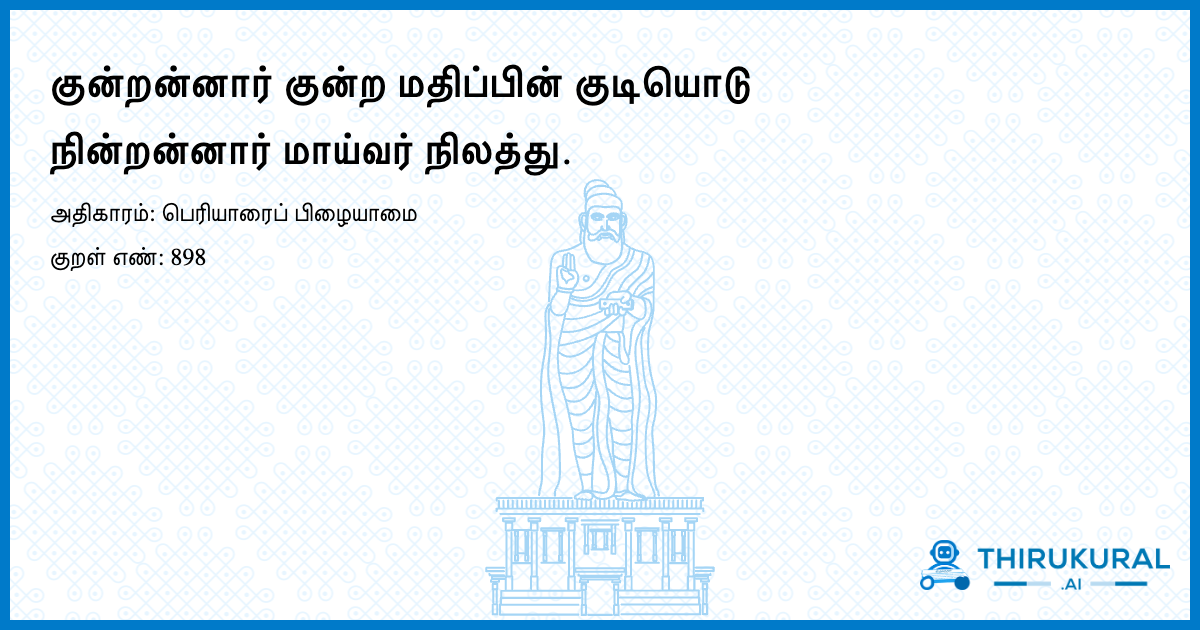 குன்றன்னார் குன்ற மதிப்பின் குடியொடு
நின்றன்னார் மாய்வர் நிலத்து.
அதிகாரம்: பெரியாரைப் பிழையாமை
குறள் எண்: 898
THIRUKURAL
.AI